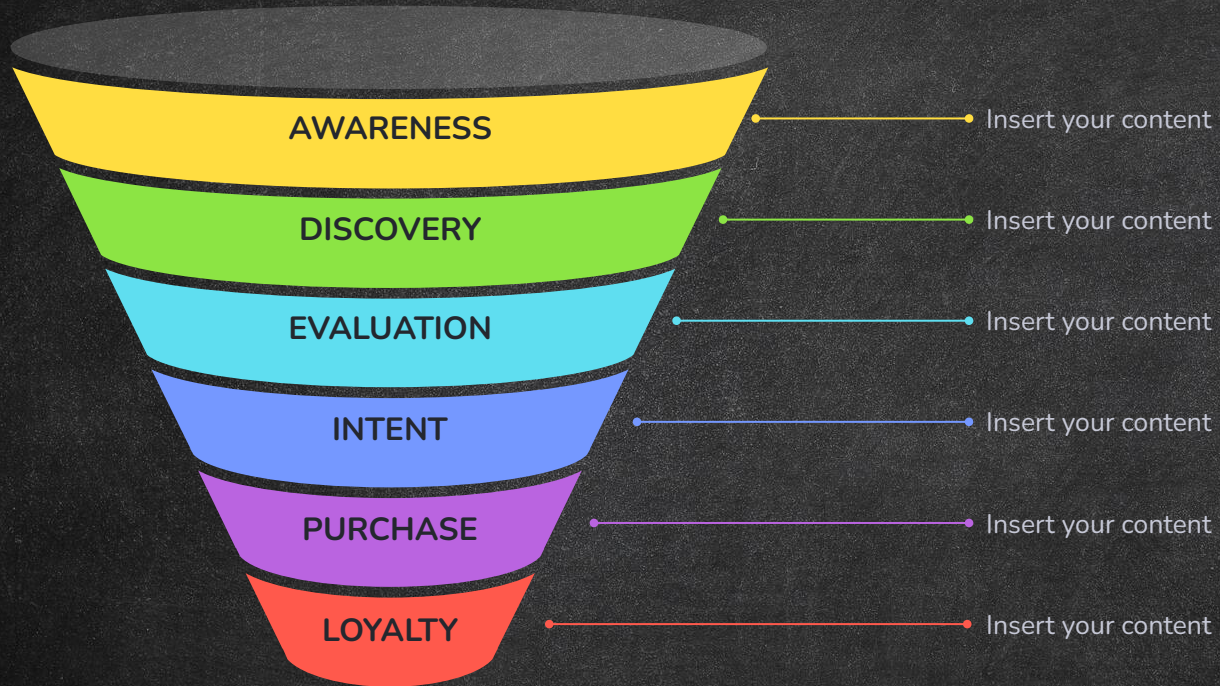 AWARENESS
Insert your content
DISCOVERY
Insert your content
EVALUATION
Insert your content
INTENT
Insert your content
PURCHASE
Insert your content
LOYALTY
Insert your content